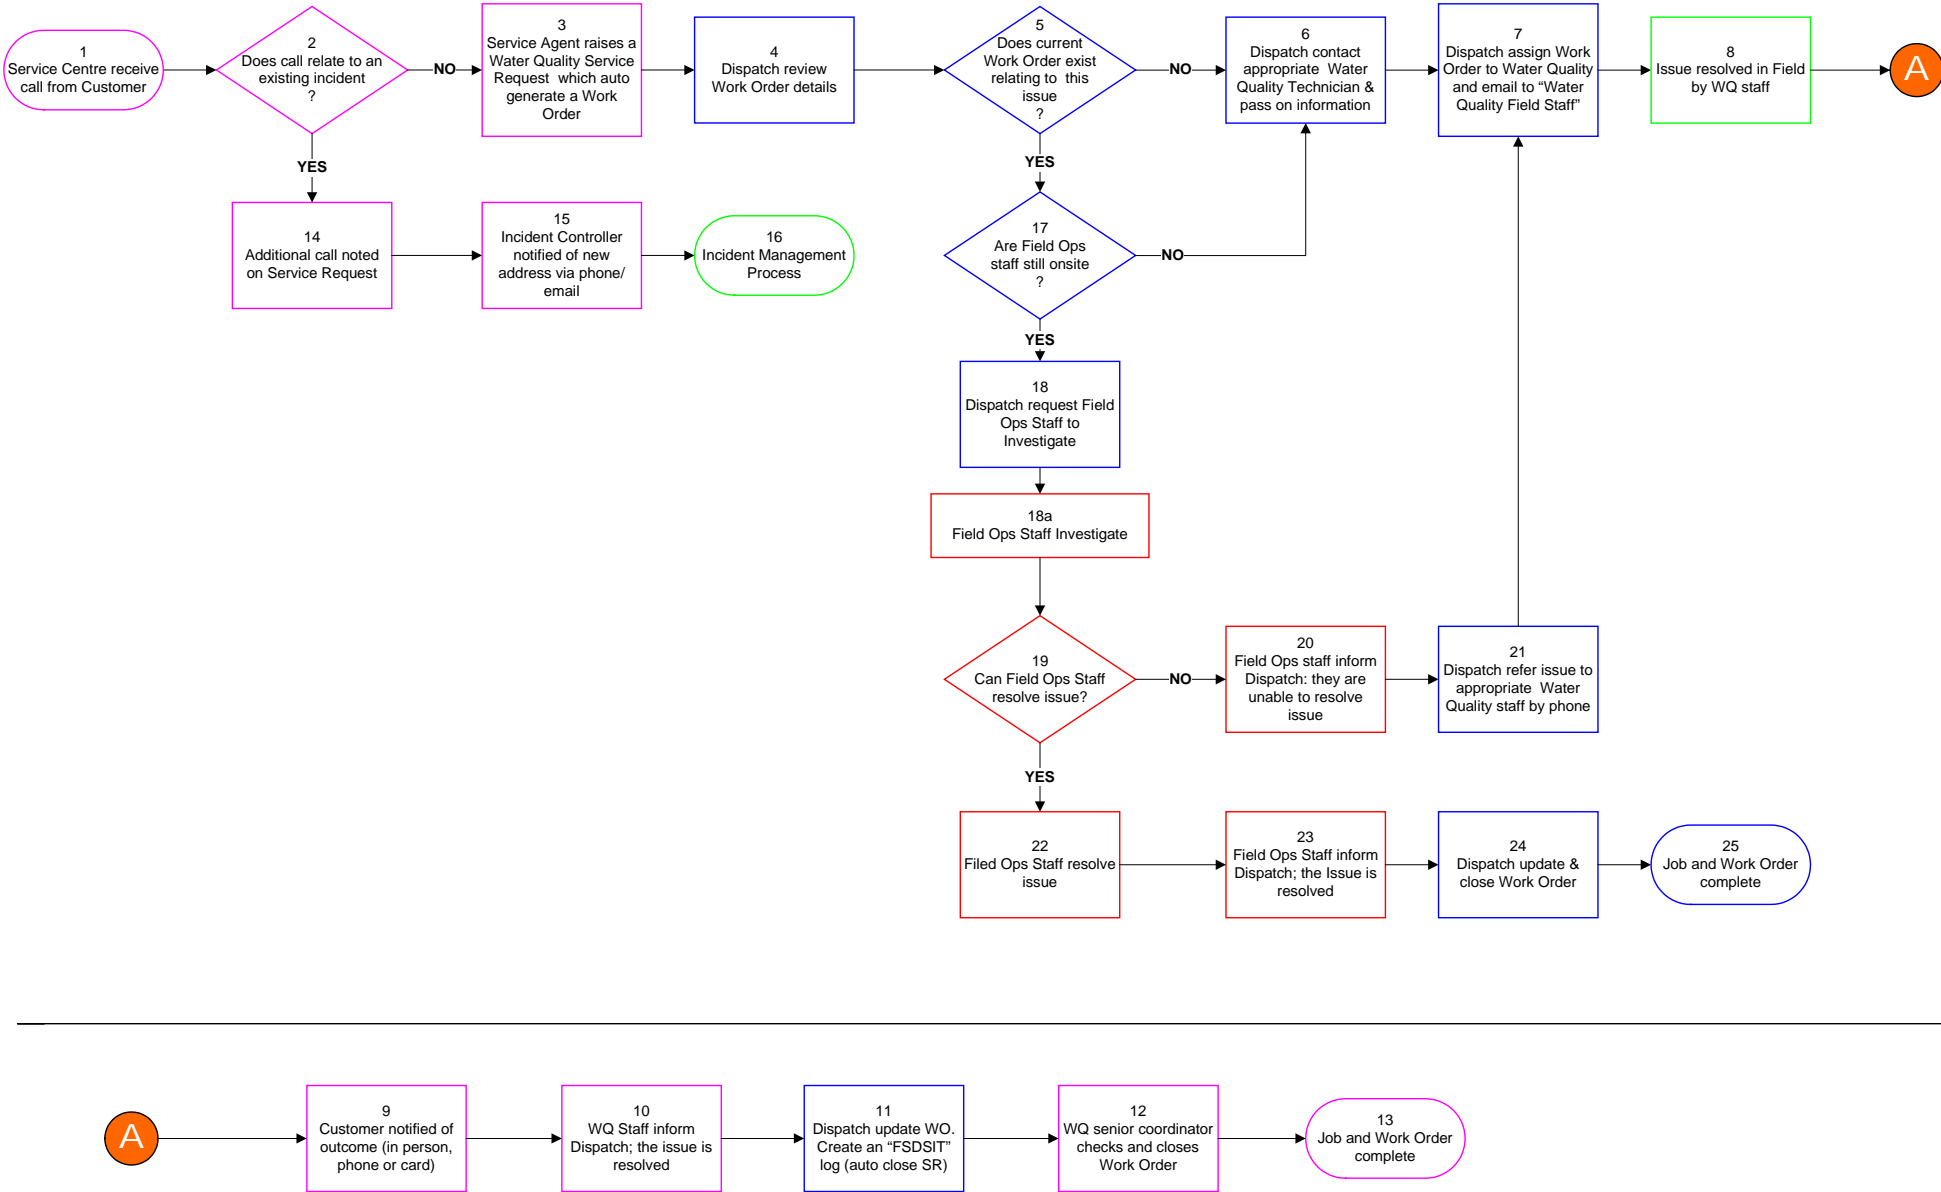 1
Service Centre receive
call from Customer
2
Does call relate to an
existing incident
?
NO
3
Service Agent raises a
Water Quality Service
Request which auto
generate a Work
Order
4
Dispatch review
Work Order details
5
Does current
Work Order exist
relating to this
issue
?
NO
6
Dispatch contact
appropriate Water
Quality Technician &
pass on information
7
Dispatch assign Work
Order to Water Quality
and email to “Water
Quality Field Staff”
8
Issue resolved in Field
by WQ staff
A
YES
YES
14
Additional call noted
on Service Request
15
Incident Controller
notified of new
address via phone/
email
16
Incident Management
Process
17
Are Field Ops
staff still onsite
?
NO
YES
18
Dispatch request Field
Ops Staff to
Investigate
18a
Field Ops Staff Investigate
19
Can Field Ops Staff
resolve issue?
NO
20
Field Ops staff inform
Dispatch: they are
unable to resolve
issue
21
Dispatch refer issue to
appropriate Water
Quality staff by phone
YES
22
Filed Ops Staff resolve
issue
23
Field Ops Staff inform
Dispatch; the Issue is
resolved
24
Dispatch update &
close Work Order
25
Job and Work Order
complete
A
9
Customer notified of
outcome (in person,
phone or card)
10
WQ Staff inform
Dispatch; the issue is
resolved
11
Dispatch update WO.
Create an “FSDSIT”
log (auto close SR)
12
WQ senior coordinator
checks and closes
Work Order
13
Job and Work Order
complete